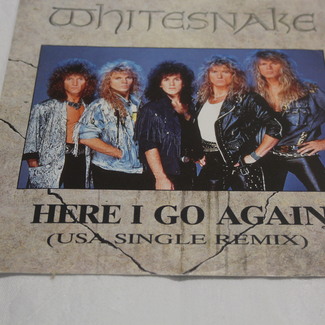 WHITESNAKE
HERE I GO AGAIN
(USA SINGLE REMIX)